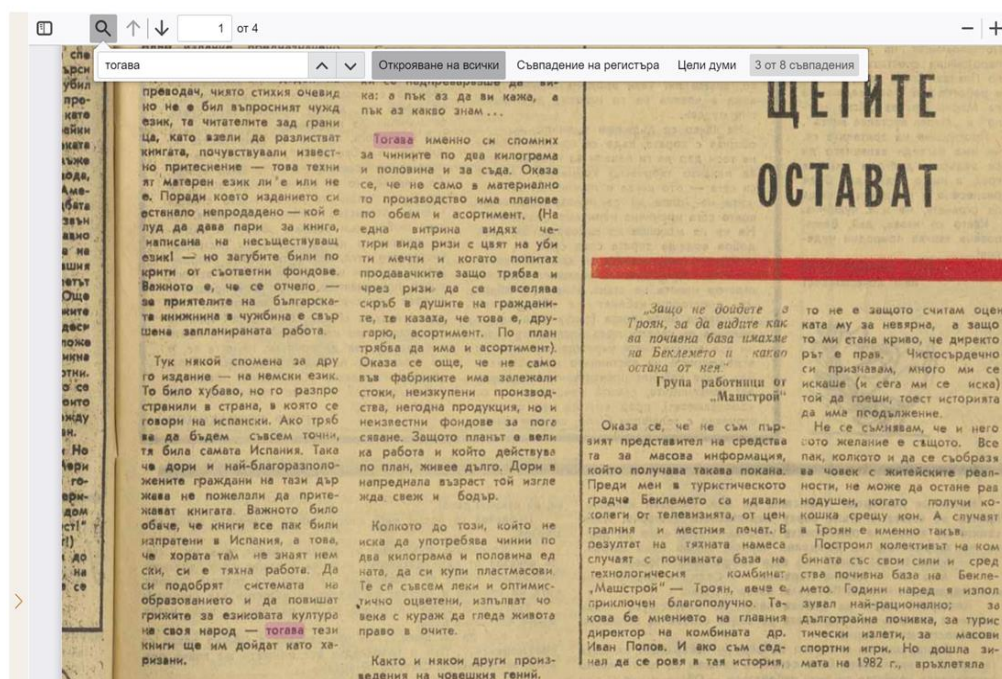 1 от 4
тогава
Открояване на всички
Съвпадение на регистъра
Цели думи
3 от 8 съвпадения
преводач, чиято стихия очевид
но не е бил въпросният чужд
език, та читателите зад грани
ца, като взели да разлистват
книгата, почувствували извест-
но притеснение — това техни
ят матерен език ли е или не
е. Поради което изданието си
останало непродадено — кой е
луд да дава пари за книга,
написана на несъществуващ
език! — но загубите били по
крити от съответни фондове.
Важното е, че се отчело, —
за приятелите на българска-
та книжнина в чужбина е свър
шена запланираната работа.
Тук някой спомена за дру
го издание — на немски език.
То било хубаво, но го разпро
странили в страна, в която се
говори на испански. Ако тряб
ва да бъдем съвсем точни,
тя била самата Испания. Така
че дори и най-благоразполо-
жените граждани на тази дър
жава не пожелали да прите-
жават книгата. Важното било
обаче, че книги все пак били
изпратени в Испания, а това,
че хората там не знаят нем
ски, си е тяхна работа. Да
си подобрят системата на
образованието и да повишат
грижите за езиковата култура
на своя народ — тогава тези
книги ще им дойдат като ха-
ризани.
ка: а пък аз да ви кажа, а
пък аз какво знам ...
Тогава именно си спомних
за чиниите по два килограма
и половина и за съда. Оказа
се, че не само в материално
то производство има планове
по обем и асортимент. (На
една витрина видях че-
тири вида ризи с цвят на уби
ти мечти и когато попитах
продавачките защо трябва и
чрез ризи да се вселява
скръб в душите на граждани-
те, те казаха, че това е, дру-
гарю, асортимент. По план
трябва да има и асортимент).
Оказа се още, че не само
във фабриките има залежали
стоки, неизкупени производ-
ства, негодна продукция, но и
неизвестни фондове за пога
сяване. Защото планът е вели
ка работа и който действува
по план, живее дълго. Дори в
напреднала възраст той изгле
жда свеж и бодър.
Колкото до този, който не
иска да употребява чинии по
два килограма и половина ед
ната, да си купи пластмасови.
Те са съвсем леки и оптимис-
тично оцветени, изпълват чо
века с кураж да гледа живота
право в очите.
Както и някои други произ-
ведения на човешкия гений.
ЩЕТИТЕ
ОСТАВАТ
„Защо не дойдете в
Троян, за да видите как
ва почивна база имахме
на Беклемето и какво
остана от нея."
Група работници от
„Машстрой"
Оказа се, че не съм пър-
вият представител на средства
та за масова информация,
който получава такава покана.
Преди мен в туристическото
градче Беклемето са идвали
колеги от телевизията, от цен
тралния и местния печат. В
резултат на тяхната намеса
случаят с почивната база на
технологическия комбинат
„Машстрой" — Троян, вече е
приключен благополучно. Та-
кова бе мнението на главния
директор на комбината др.
Иван Попов. И ако съм сед-
нал да се ровя в тая история,
то не е защото считам оцен
ката му за невярна, а защо
то ми стана криво, че директо
рът е прав. Чистосърдечно
си признавам, много ми се
искаше (и сега ми се иска)
той да греши, тоест историята
да има продължение.
Не се съмнявам, че и него
вото желание е същото. Все
пак, колкото и да се съобразя
ва човек с житейските реал-
ности, не може да остане рав
нодушен, когато получи ко-
кошка срещу кон. А случаят
в Троян е именно такъв.
Построил колективът на ком
бината със свои сили и сред
ства почивна база на Бекле-
мето. Години наред я изпол
зувал най-рационално; за
дълготрайна почивка, за турис
тически излети, за масови
спортни игри. Но дошла зи-
мата на 1982 г., връхлетяла